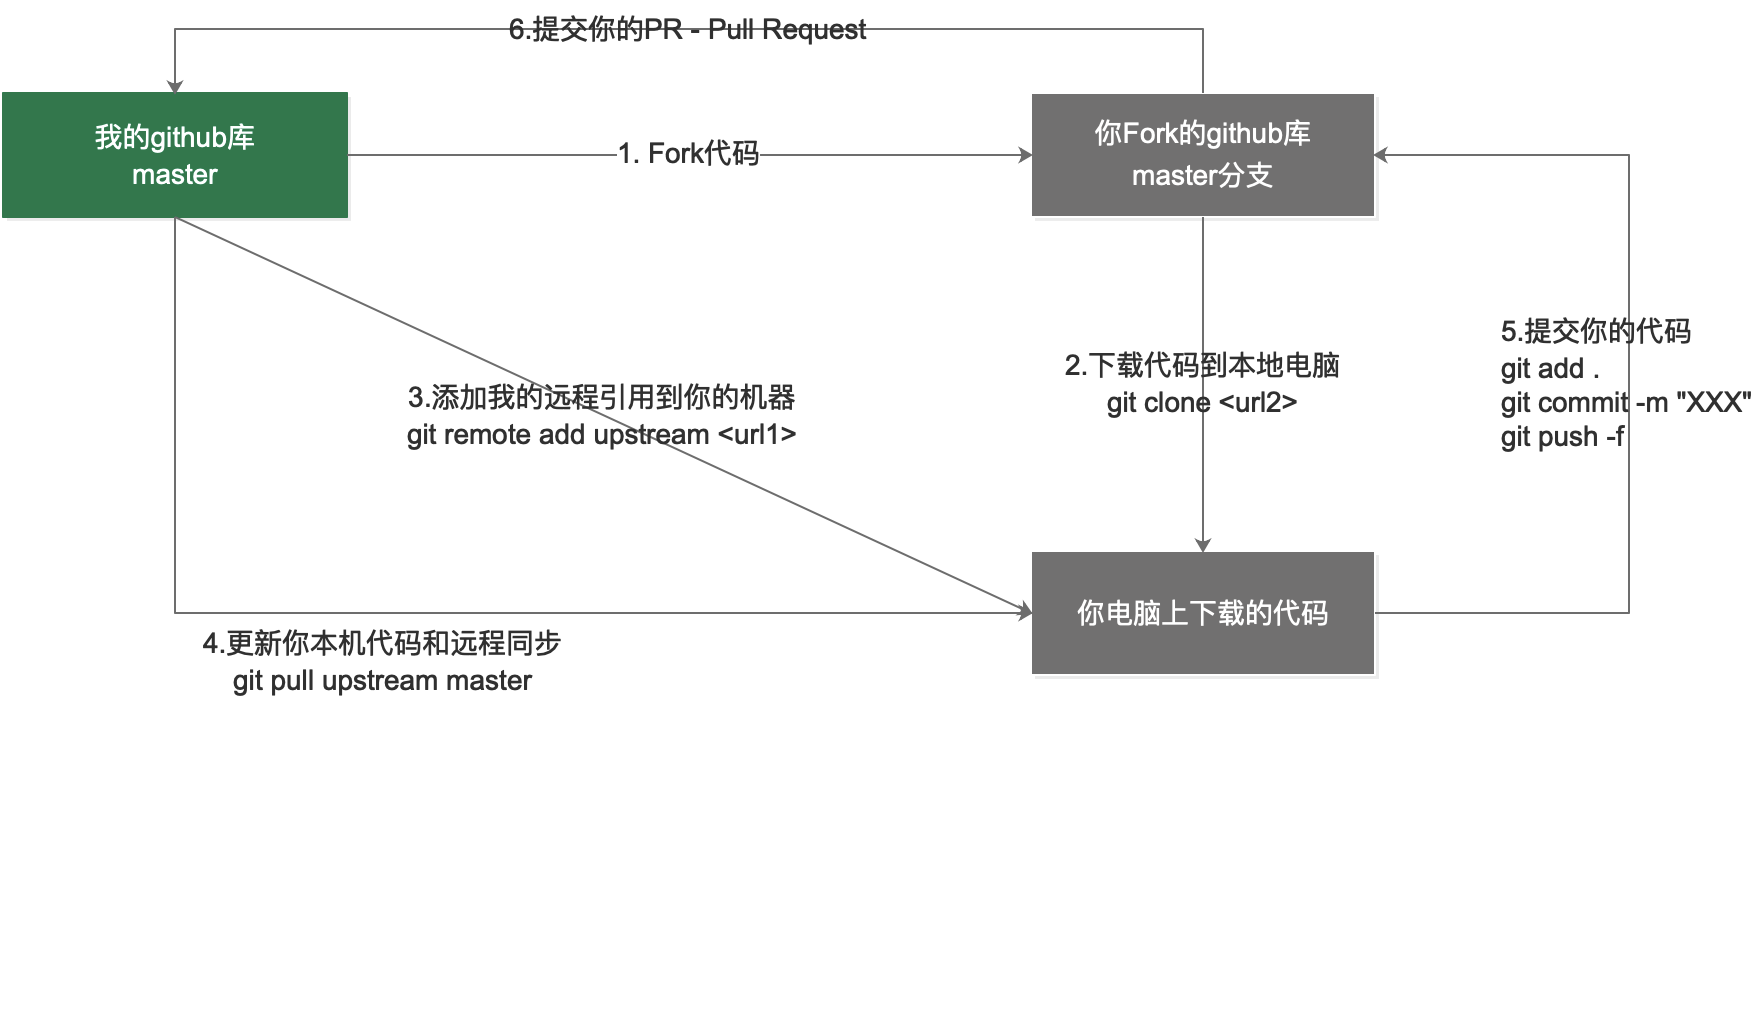 6.提交你的PR - Pull Request
我的github库
master
1. Fork代码
你Fork的github库
master分支
2.下载代码到本地电脑
git clone <url2>
5.提交你的代码
git add .
git commit -m "XXX"
git push -f
3.添加我的远程引用到你的机器
git remote add upstream <url1>
你电脑上下载的代码
4.更新你本机代码和远程同步
git pull upstream master